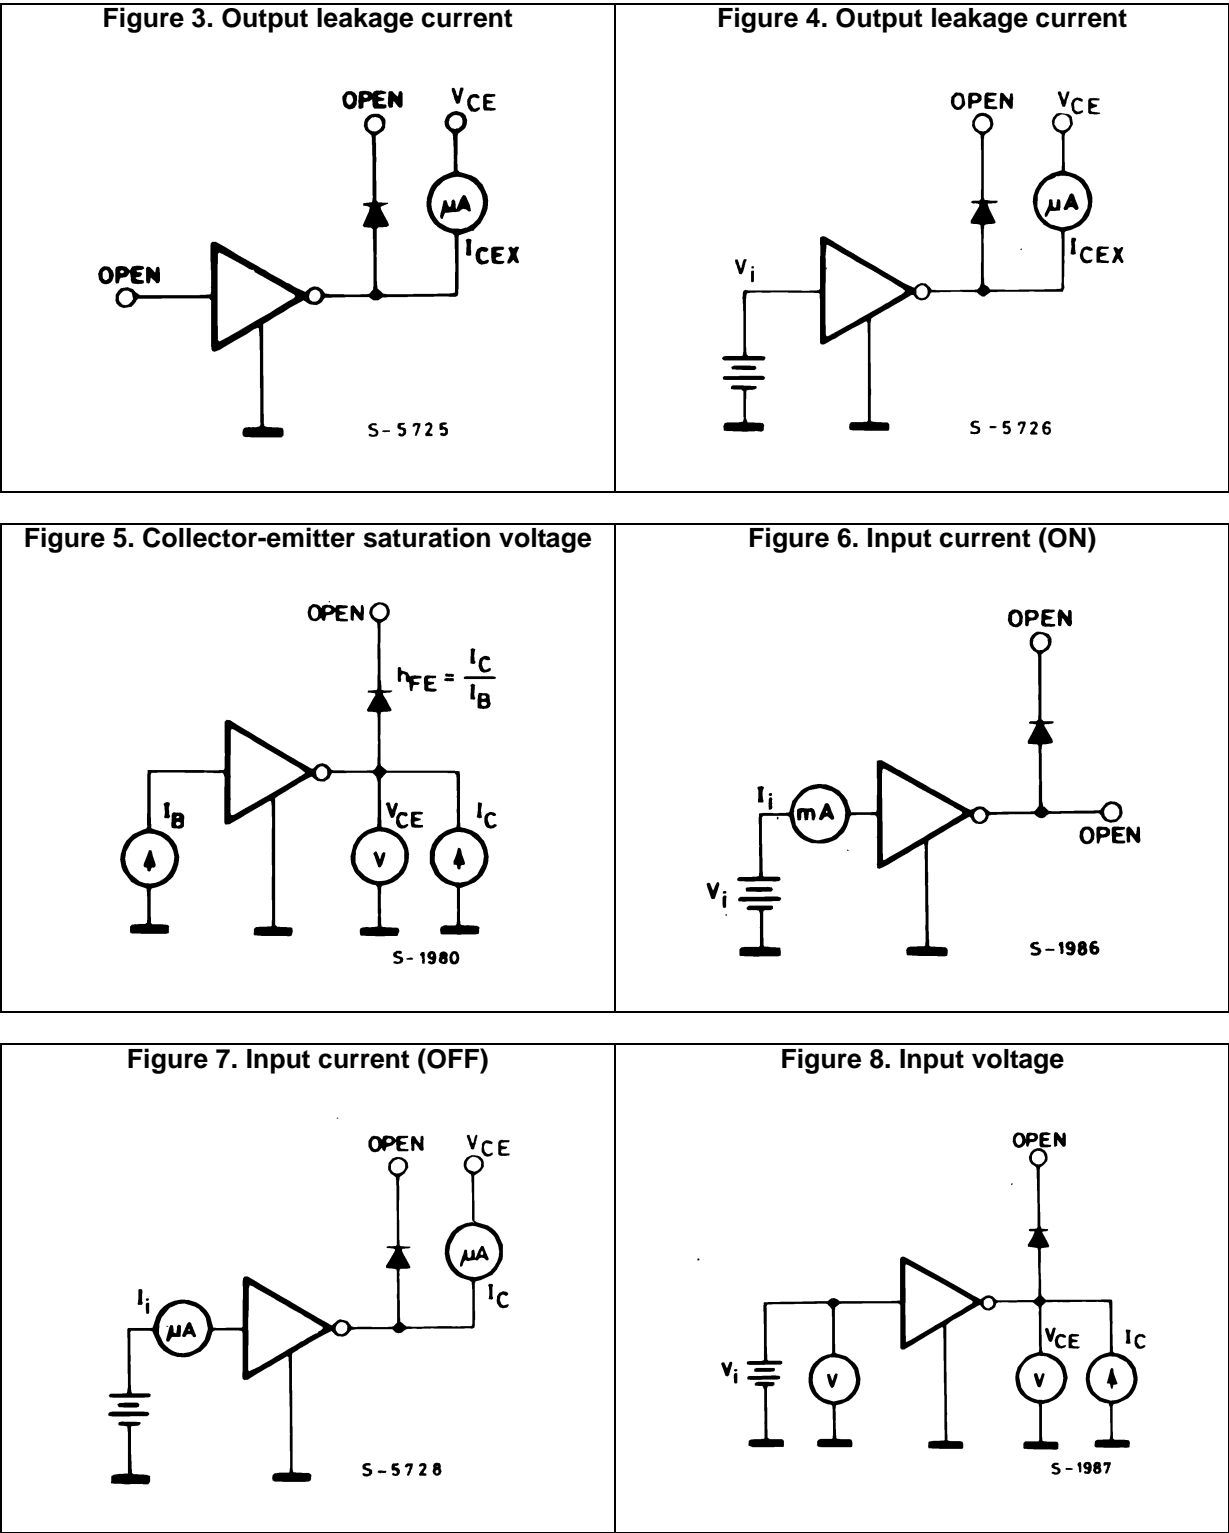 Figure 3. Output leakage current
OPEN
VCE
µA
ICEX
OPEN
S-5725
Figure 4. Output leakage current
OPEN
VCE
µA
ICEX
Vi
S-5726
Figure 5. Collector-emitter saturation voltage
OPEN
hFE = IC
IB
IB
VCE
IC
V
S-1980
Figure 6. Input current (ON)
OPEN
Ii
mA
OPEN
Vi
S-1986
Figure 7. Input current (OFF)
OPEN
VCE
µA
IC
Ii
µA
S-5728
Figure 8. Input voltage
OPEN
VCE
IC
Vi
V
V
S-1987